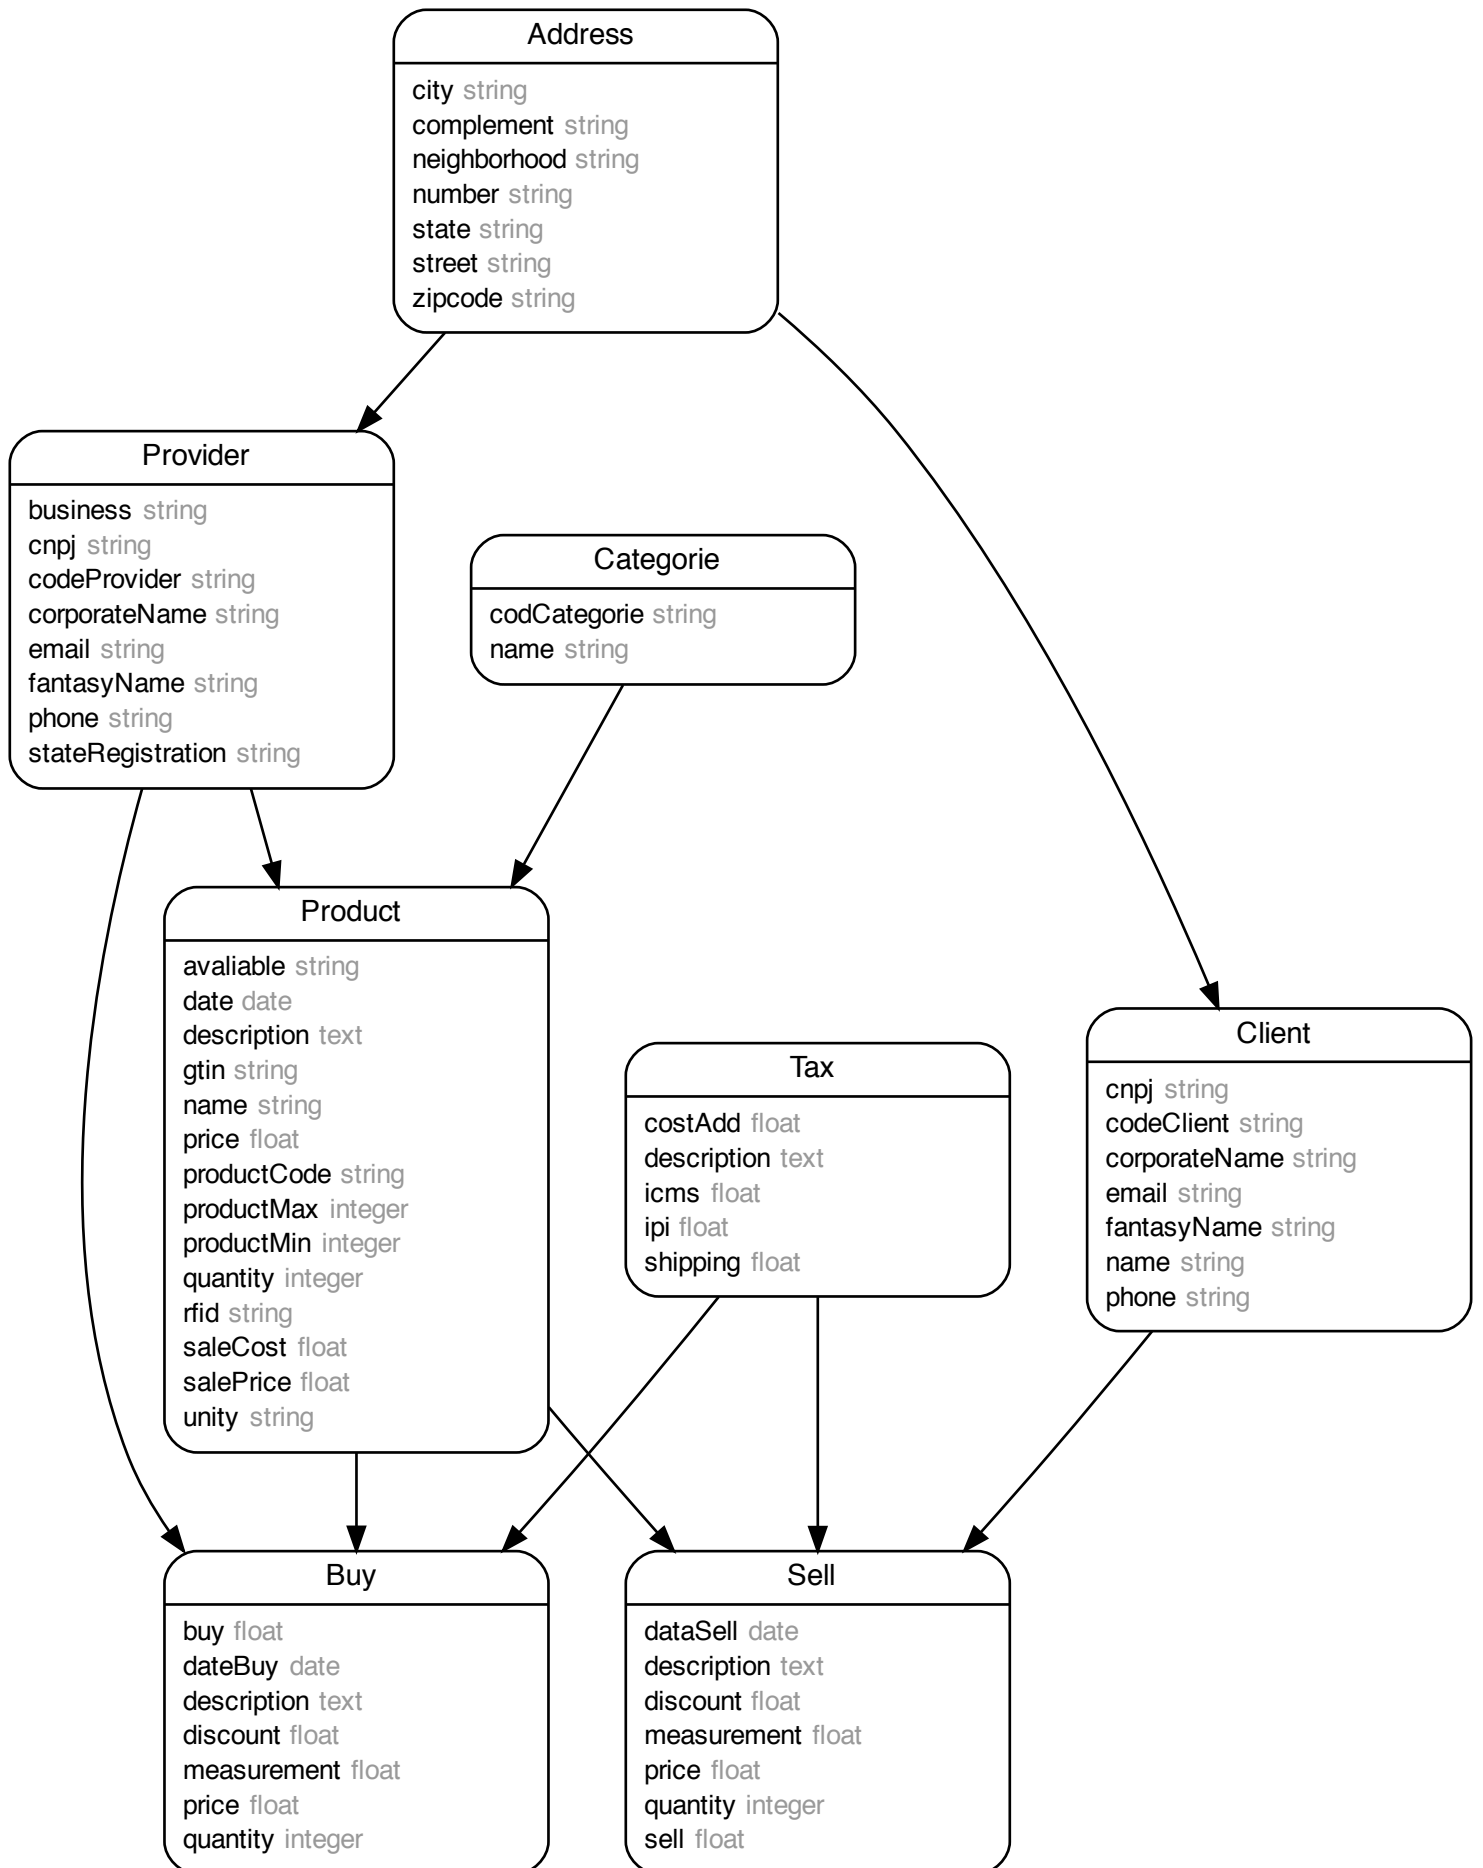 Address
city string
complement string
neighborhood string
number string
state string
street string
zipcode string
Provider
business string
cnpj string
codeProvider string
corporateName string
email string
fantasyName string
phone string
stateRegistration string
Categorie
codCategorie string
name string
Product
avaliable string
date date
description text
gtin string
name string
price float
productCode string
productMax integer
productMin integer
quantity integer
rfid string
saleCost float
salePrice float
unity string
Tax
costAdd float
description text
icms float
ipi float
shipping float
Client
cnpj string
codeClient string
corporateName string
email string
fantasyName string
name string
phone string
Buy
buy float
dateBuy date
description text
discount float
measurement float
price float
quantity integer
Sell
dataSell date
description text
discount float
measurement float
price float
quantity integer
sell float